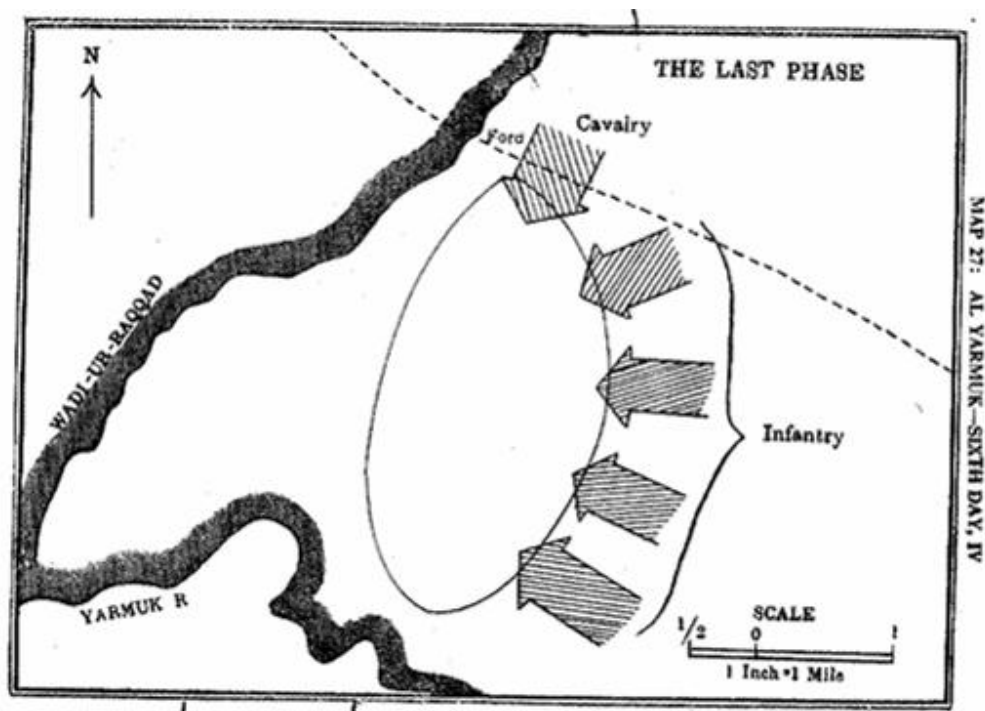 N
THE LAST PHASE
Cavalry
Ford
WADI-UR-RAQQAD
Infantry
YARMUK R
SCALE
1/2 0 1
1 Inch=1 Mile
MAP 27: AL YARMUK—SIXTH DAY, IV